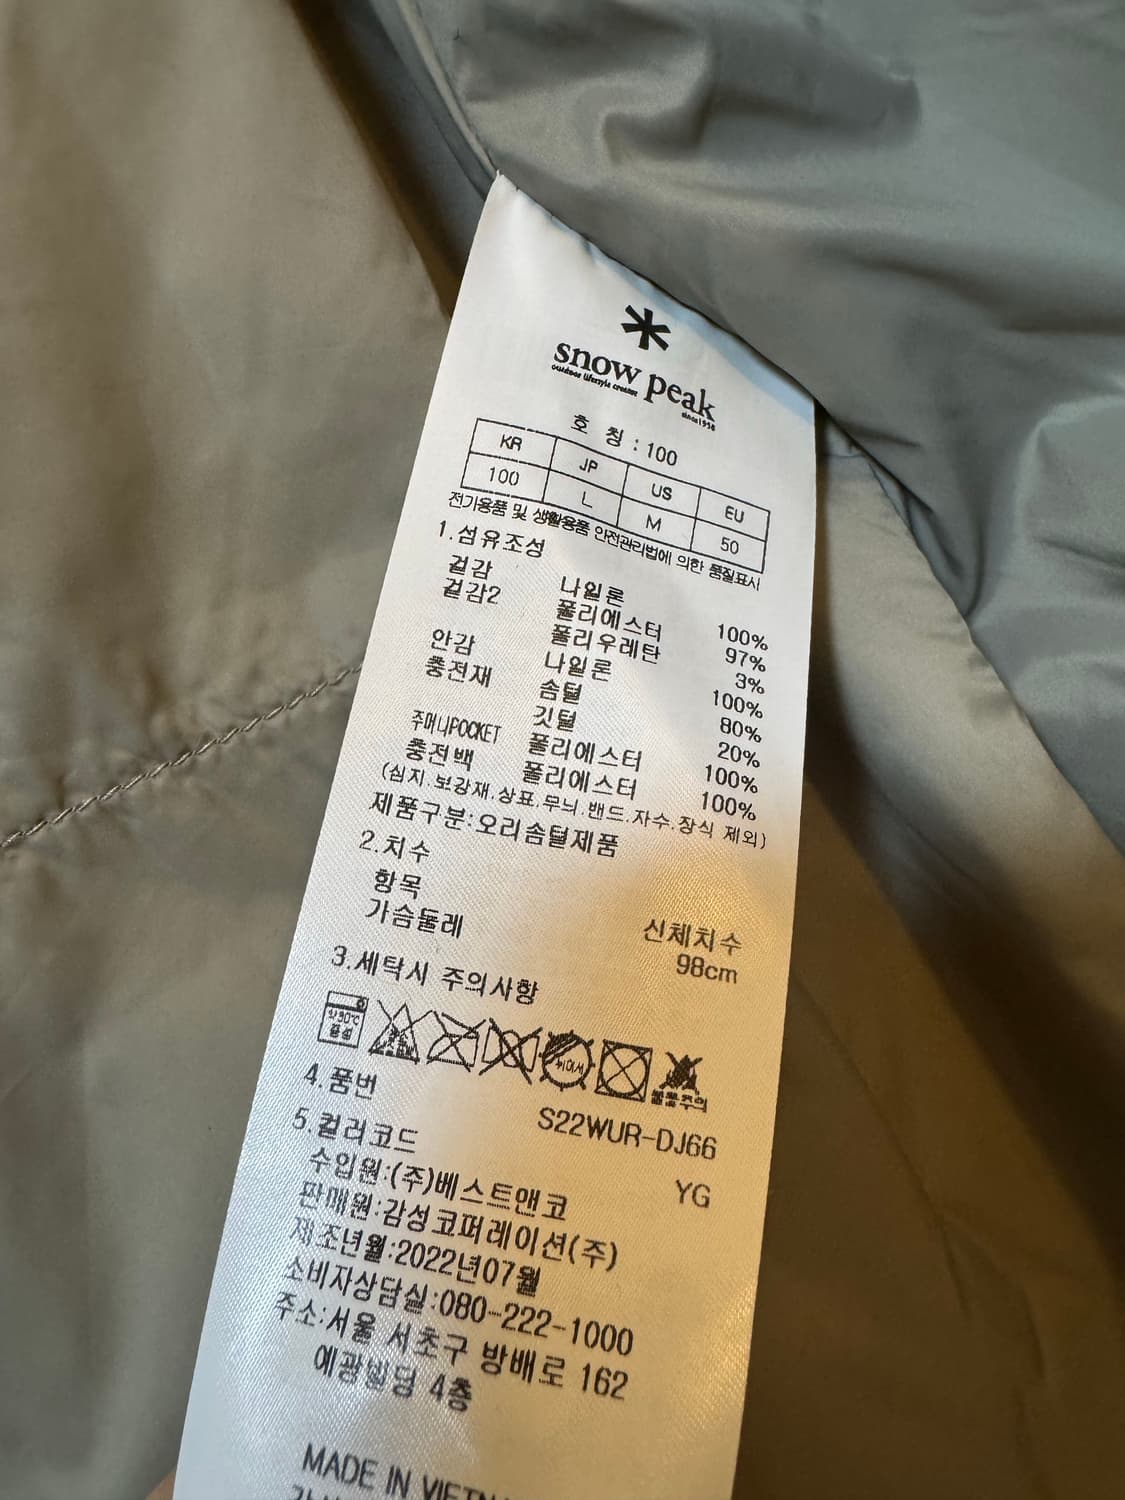 snow peak
outdoor lifestyle creator
since1958
호 칭 : 100
KR JP US EU
100 L M 50
전기용품 및 생활용품 안전관리법에 의한 품질표시
1.섬유조성
겉감 나일론 100%
겉감2 폴리에스터 97%
폴리우레탄 3%
안감 나일론 100%
충전재 솜털 80%
깃털 20%
주머니POCKET 폴리에스터 100%
충전백 폴리에스터 100%
(심지.보강재.상표.무늬.밴드.자수.장식 제외)
제품구분:오리솜털제품
2.치수
항목 신체치수
가슴둘레 98cm
3.세탁시 주의사항
약30℃
중성
드라이
4.품번 S22WUR-DJ66
5.컬러코드 YG
수입원:(주)베스트앤코
판매원:감성코퍼레이션(주)
제조년월:2022년07월
소비자상담실:080-222-1000
주소:서울 서초구 방배로 162
예광빌딩 4층
MADE IN